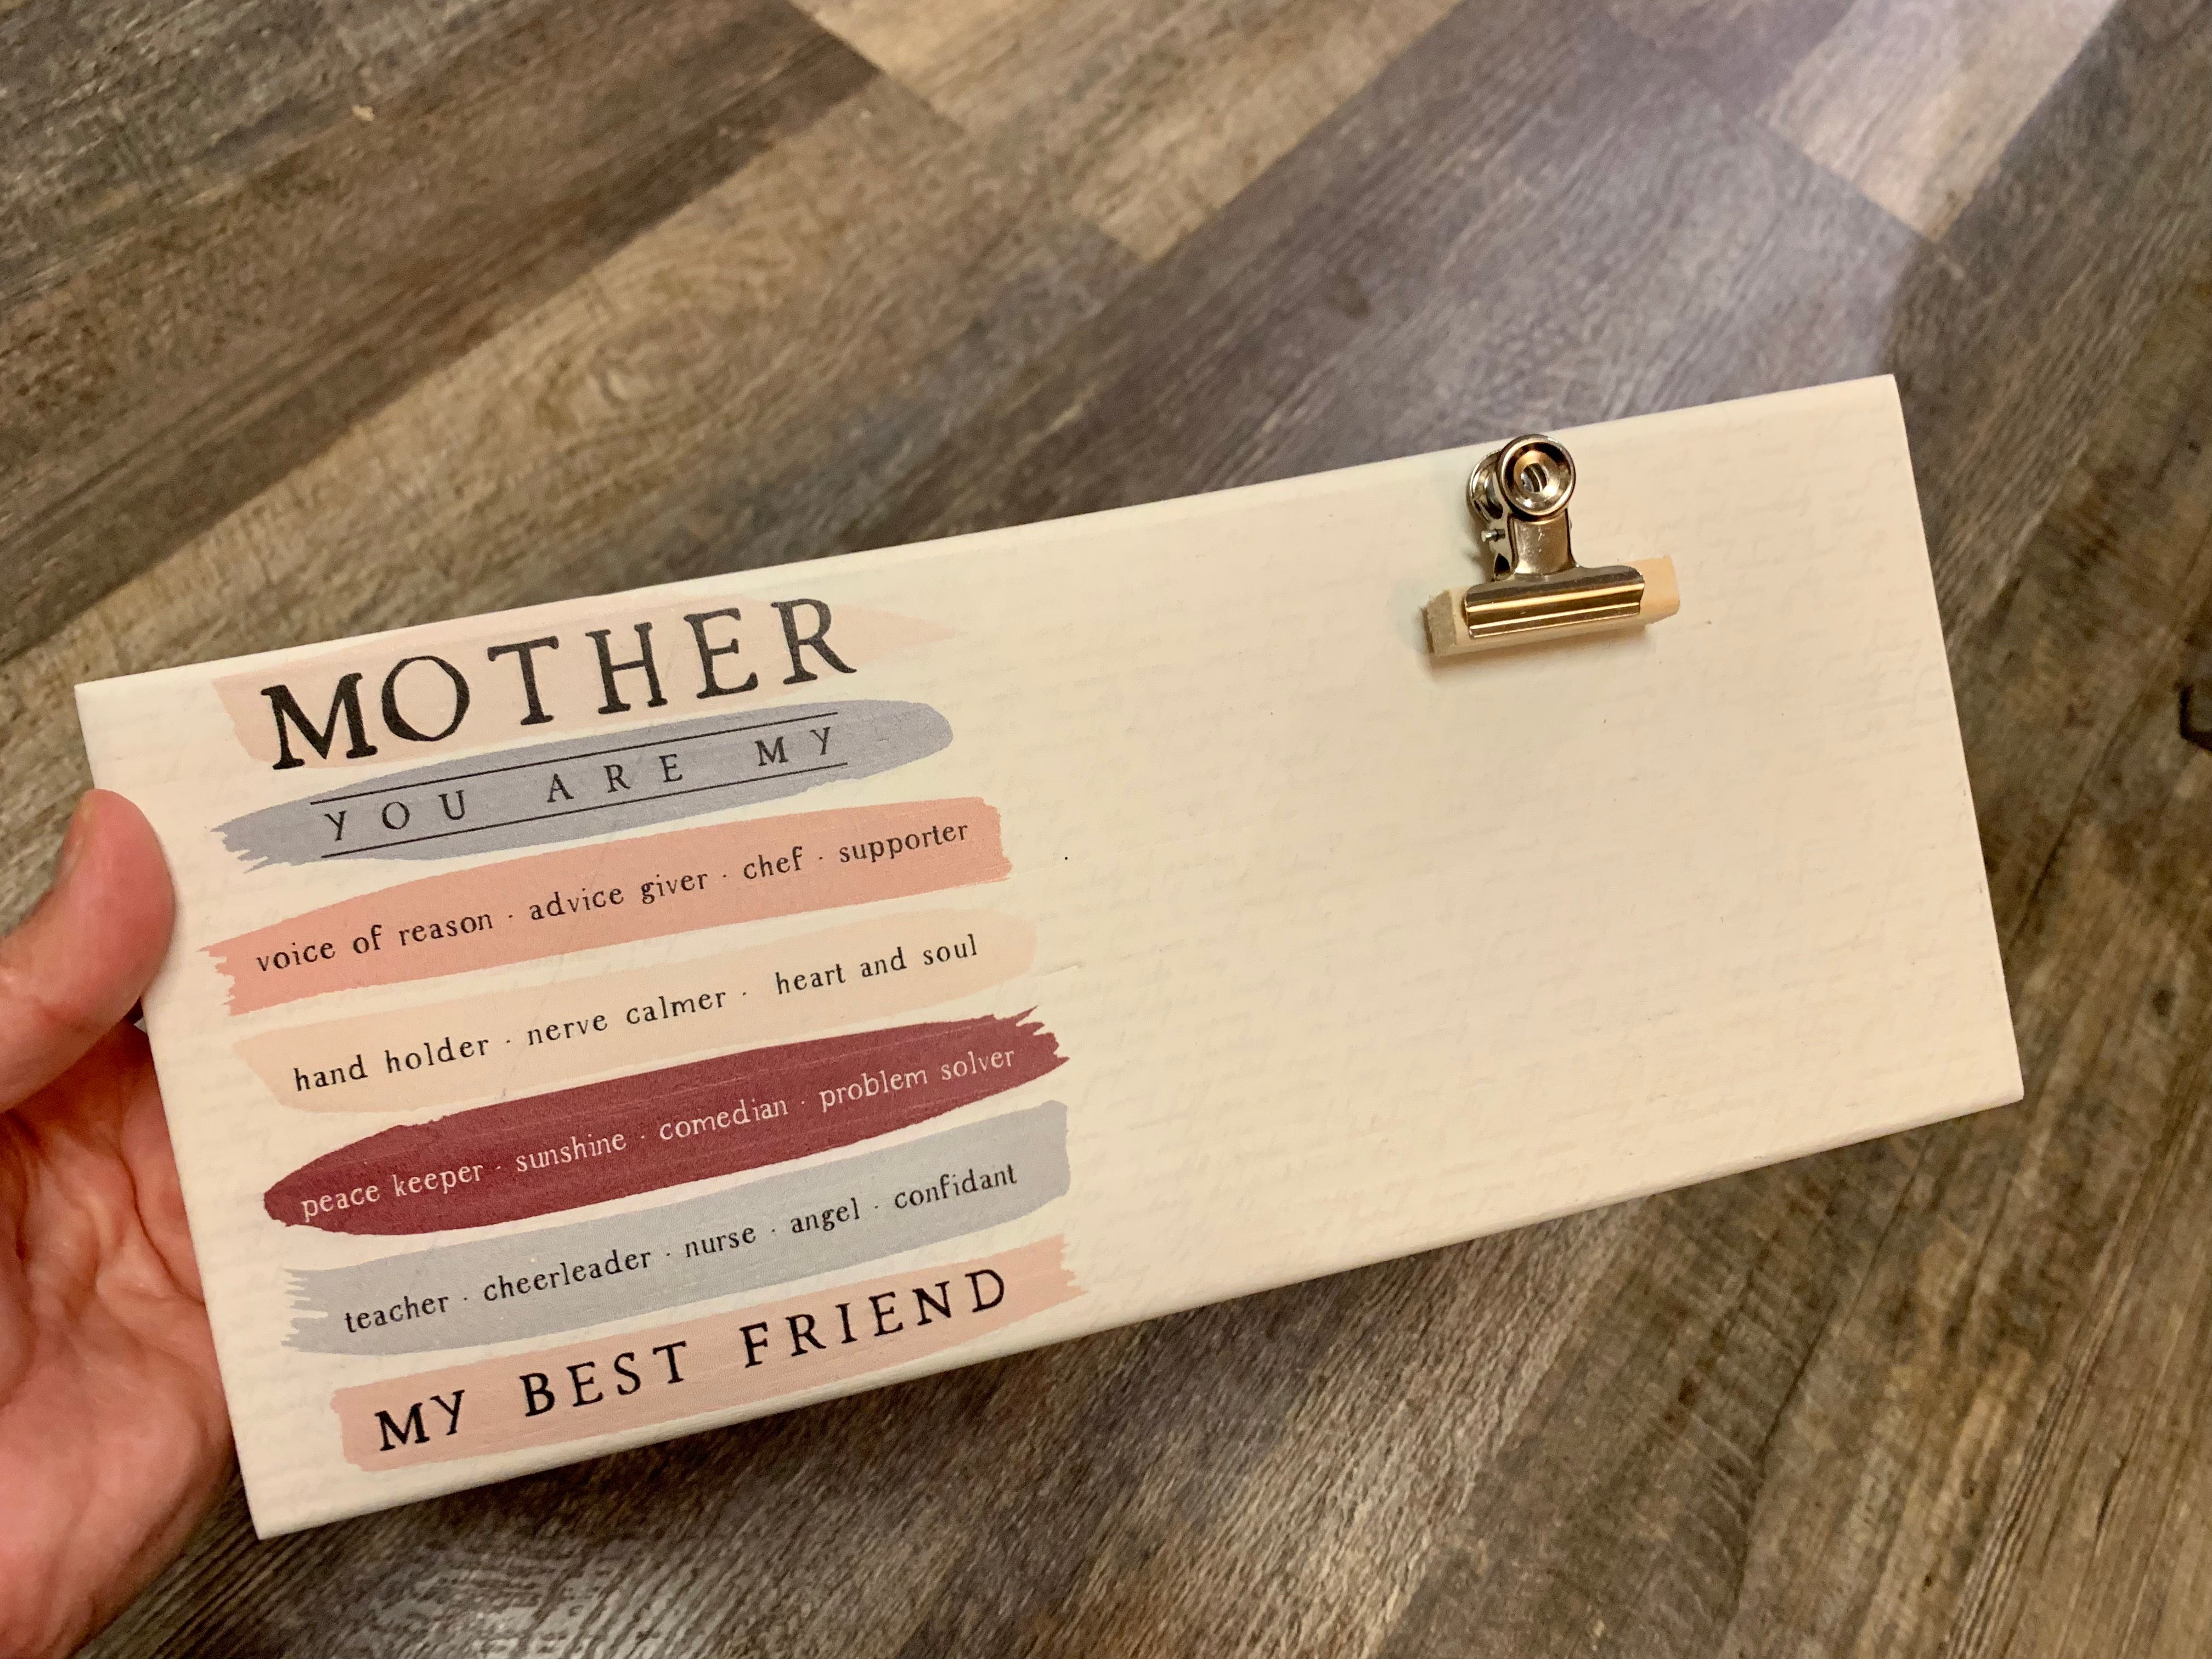 MOTHER
YOU ARE MY
voice of reason · advice giver · chef · supporter
hand holder · nerve calmer · heart and soul
peace keeper · sunshine · comedian · problem solver
teacher · cheerleader · nurse · angel · confidant
MY BEST FRIEND